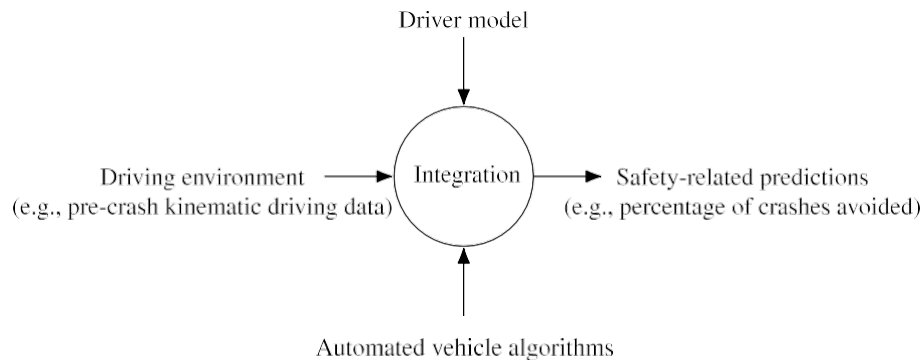 Driver model
Driving environment
(e.g., pre-crash kinematic driving data)
Integration
Safety-related predictions
(e.g., percentage of crashes avoided)
Automated vehicle algorithms